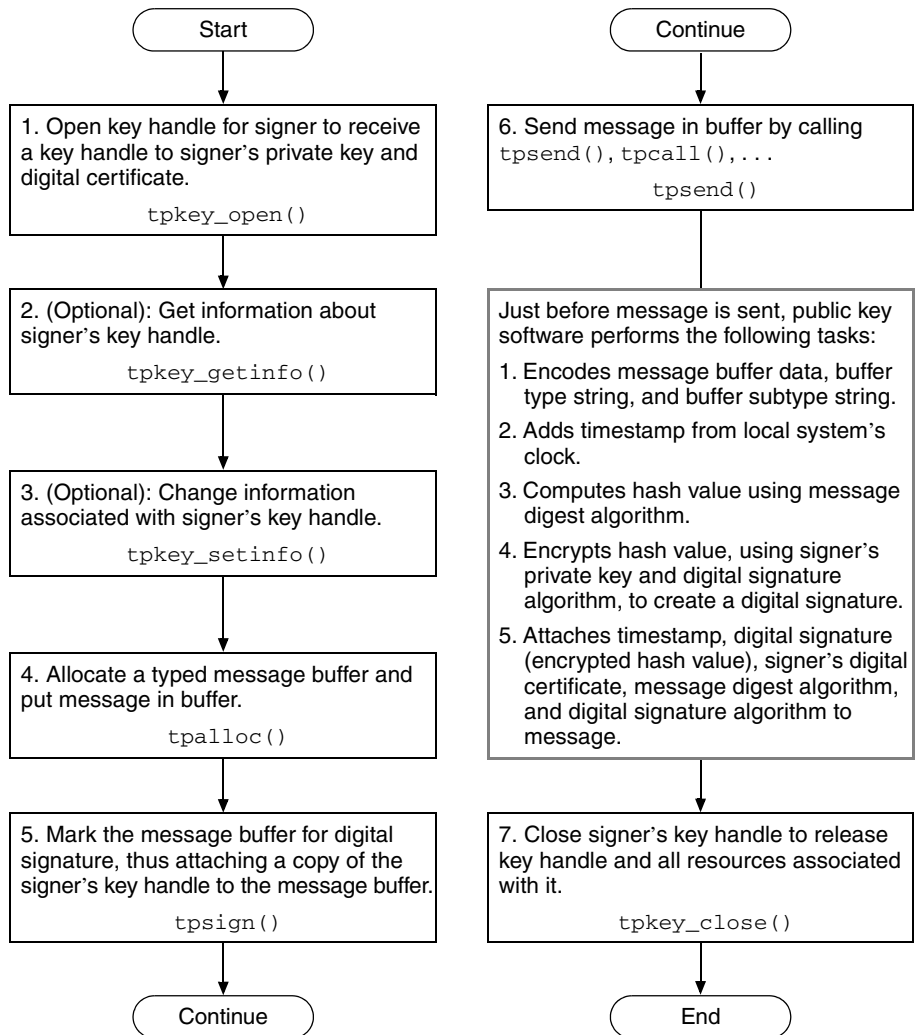 Start
1. Open key handle for signer to receive
a key handle to signer's private key and
digital certificate.
tpkey_open()
2. (Optional): Get information about
signer's key handle.
tpkey_getinfo()
3. (Optional): Change information
associated with signer's key handle.
tpkey_setinfo()
4. Allocate a typed message buffer and
put message in buffer.
tpalloc()
5. Mark the message buffer for digital
signature, thus attaching a copy of the
signer's key handle to the message buffer.
tpsign()
Continue
Continue
6. Send message in buffer by calling
tpsend(), tpcall(),...
tpsend()
Just before message is sent, public key
software performs the following tasks:
1. Encodes message buffer data, buffer
type string, and buffer subtype string.
2. Adds timestamp from local system's
clock.
3. Computes hash value using message
digest algorithm.
4. Encrypts hash value, using signer's
private key and digital signature
algorithm, to create a digital signature.
5. Attaches timestamp, digital signature
(encrypted hash value), signer's digital
certificate, message digest algorithm,
and digital signature algorithm to
message.
7. Close signer's key handle to release
key handle and all resources associated
with it.
tpkey_close()
End